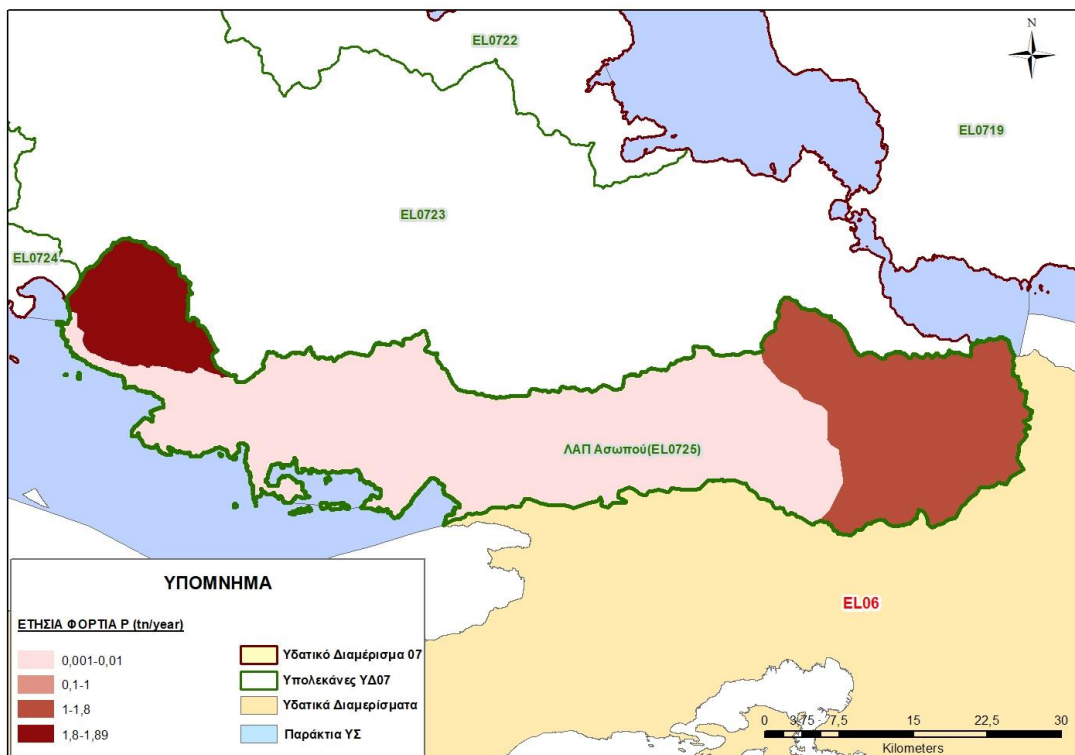 EL0722
N
EL0719
EL0723
EL0724
ΛΑΠ Ασωπού(EL0725)
EL06
ΥΠΟΜΝΗΜΑ
ΕΤΗΣΙΑ ΦΟΡΤΙΑ P (tn/year)
0,001-0,01
0,1-1
1-1,8
1,8-1,89
Υδατικό Διαμέρισμα 07
Υπολεκάνες ΥΔ07
Υδατικά Διαμερίσματα
Παράκτια ΥΣ
0 3,75 7,5 15 22,5 30
Kilometers